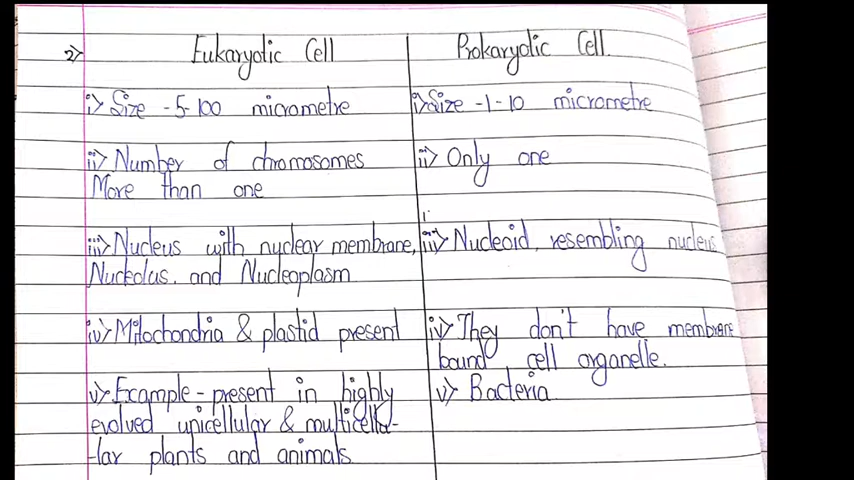 2) Eukaryotic Cell | Prokaryotic Cell.
i) Size - 5-100 micrometre | i) Size - 1-10 micrometre
ii) Number of chromosomes | ii) Only one
More than one
iii) Nucleus with nuclear membrane, | iii) Nucleoid, resembling nucleus
Nucleolus, and Nucleoplasm
iv) Mitochondria & plastid present | iv) They don't have membrane
bound cell organelle.
v) Example - present in highly | v) Bacteria
evolved unicellular & multicellu-
-lar plants and animals.